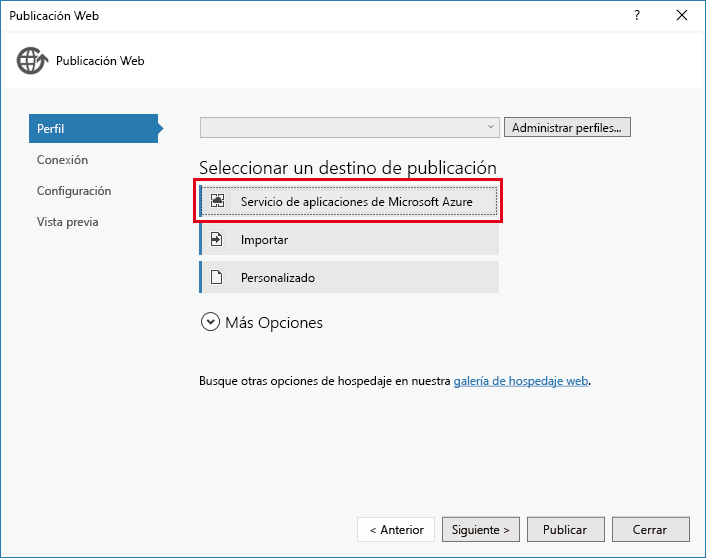 Publicación Web
?
Publicación Web
Perfil
Conexión
Configuración
Vista previa
Administrar perfiles...
Seleccionar un destino de publicación
Servicio de aplicaciones de Microsoft Azure
Importar
Personalizado
Más Opciones
Busque otras opciones de hospedaje en nuestra galería de hospedaje web.
< Anterior
Siguiente >
Publicar
Cerrar